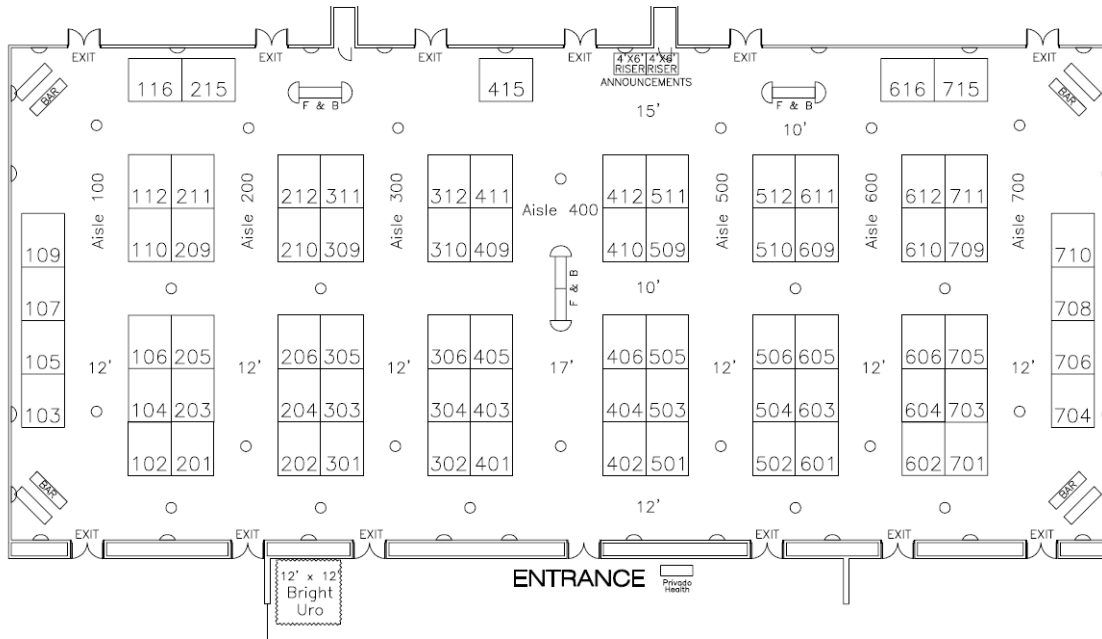 EXIT EXIT EXIT EXIT EXIT EXIT
4'X6' 4'X6'
RISER RISER
ANNOUNCEMENTS
BAR 116 215 F & B 415 15' F & B 10' 616 715 BAR
Aisle 100 112 211 Aisle 200 212 311 Aisle 300 312 411 Aisle 400 412 511 Aisle 500 512 611 Aisle 600 612 711 Aisle 700
110 209 210 309 310 409 410 509 510 609 610 709
109 710
F & B 10'
107 708
105 12' 106 205 12' 206 305 12' 306 405 17' 406 505 12' 506 605 12' 606 705 12' 706
103 104 203 204 303 304 403 404 503 504 603 604 703 704
102 201 202 301 302 401 402 501 502 601 602 701
BAR 12' BAR
EXIT EXIT EXIT EXIT EXIT EXIT
12' x 12'
Bright
Uro
ENTRANCE
Privado
Health